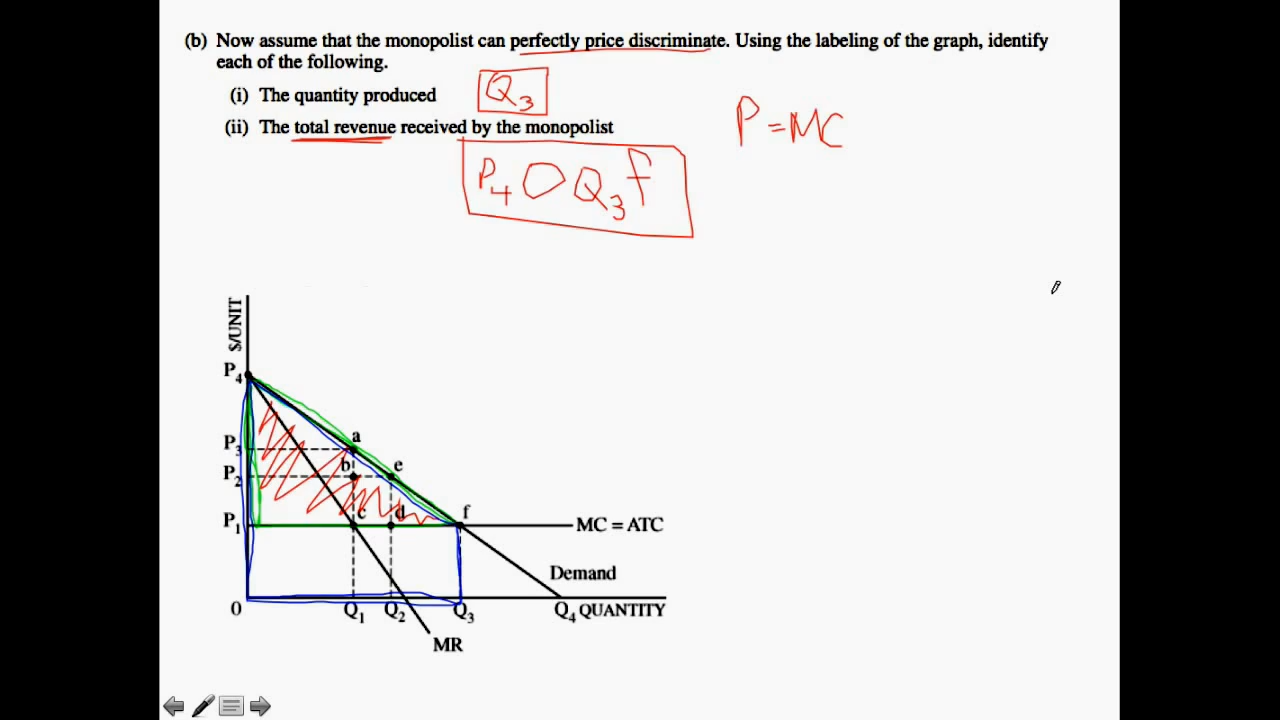 (b) Now assume that the monopolist can perfectly price discriminate. Using the labeling of the graph, identify
each of the following.
(i) The quantity produced
Q3
(ii) The total revenue received by the monopolist
P = MC
P4 O Q3 f
$/UNIT
P4
P3
a
P2
b
e
P1
c
d
f
MC = ATC
Demand
0
Q1
Q2
Q3
Q4 QUANTITY
MR